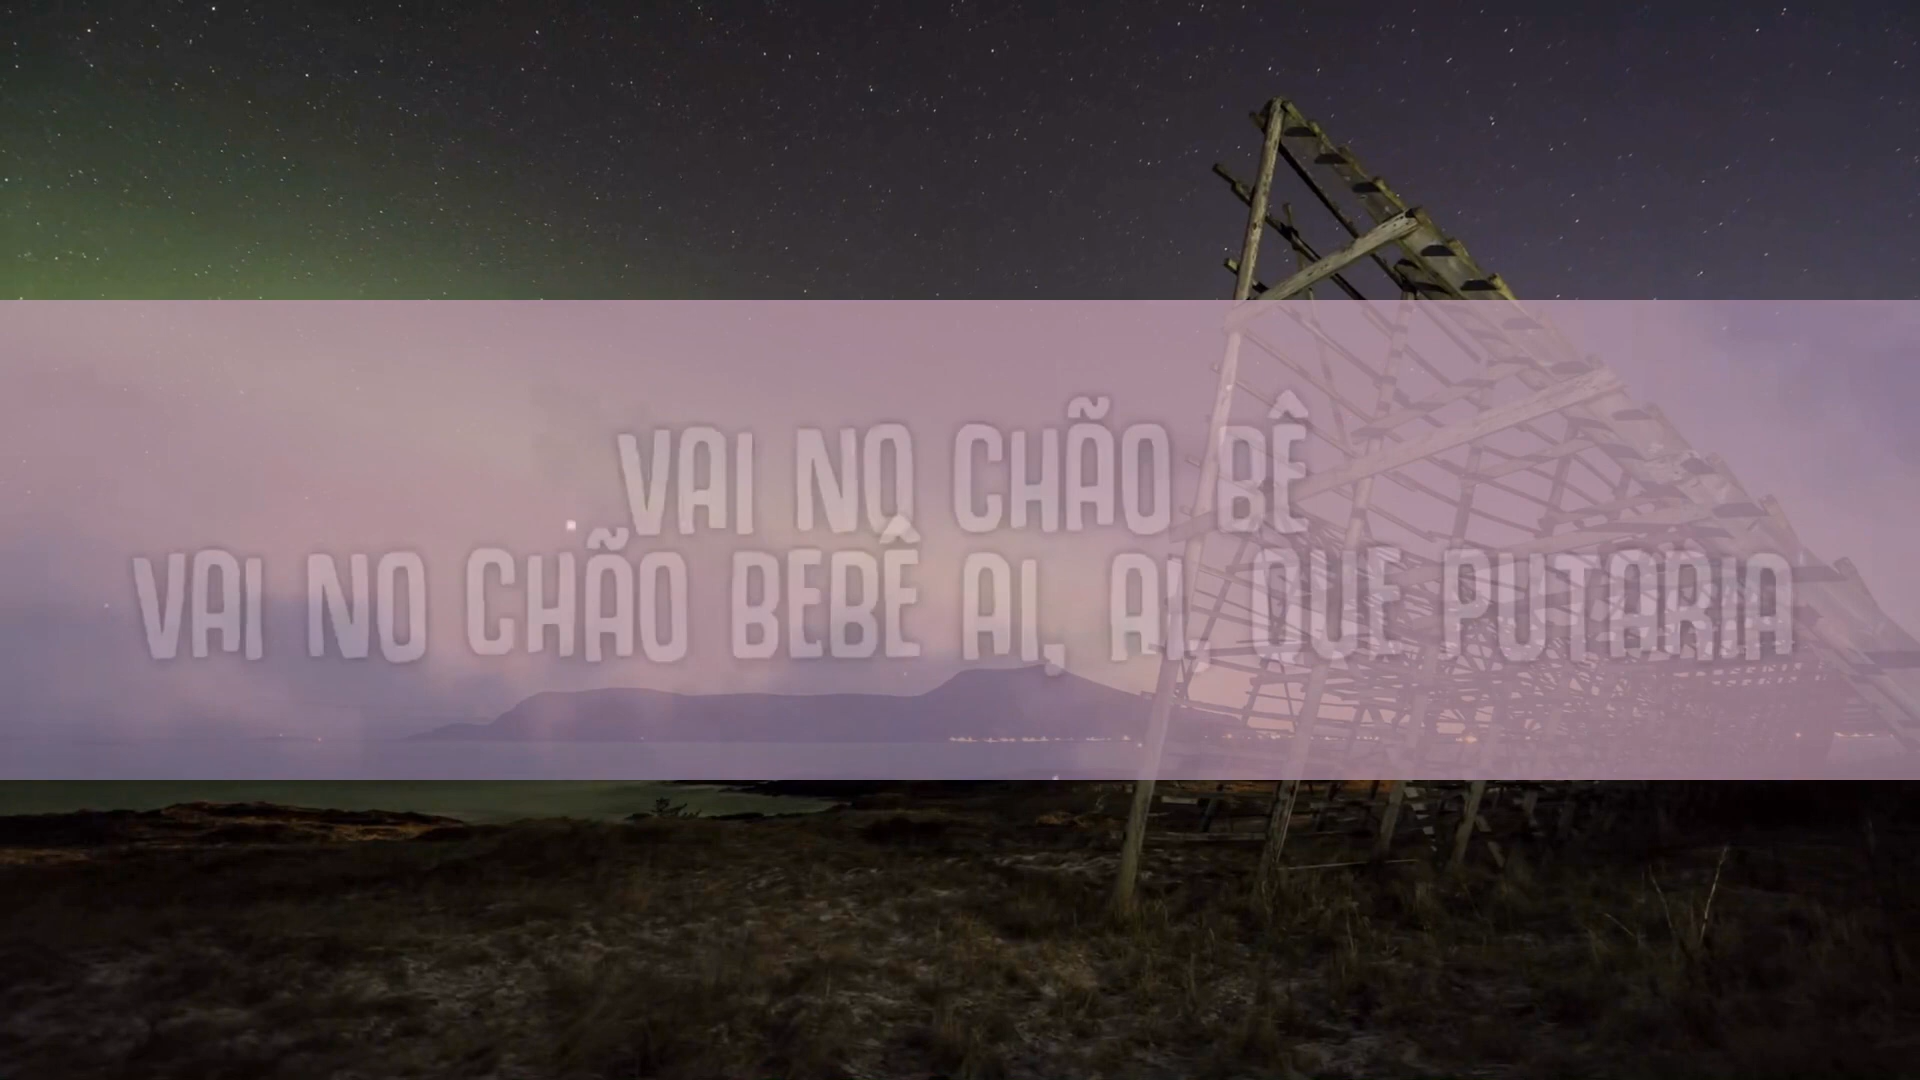 VAI NO CHÃO BÊ
VAI NO CHÃO BEBÊ AI, AI, QUE PUTARIA